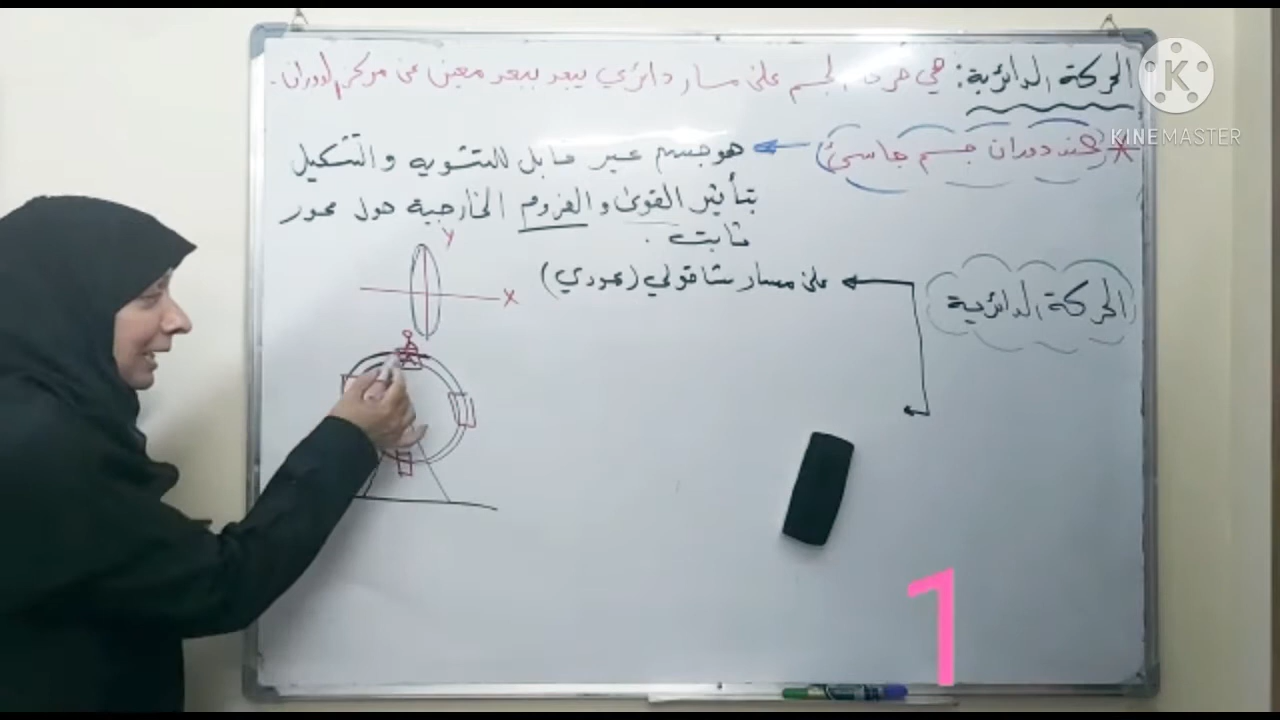 الحركة الدائرية: هي حركة الجسم على مسار دائري يبعد ببعد معين عن مركز الدوران.
KINEMASTER
* عند دوران جسم جاسئ
هو جسم غير قابل للتشويه والتشكيل
بتأثير القوى والعزوم الخارجية حول محور
ثابت.
الحركة الدائرية
على مسار شاقولي (عمودي)
y
x
1